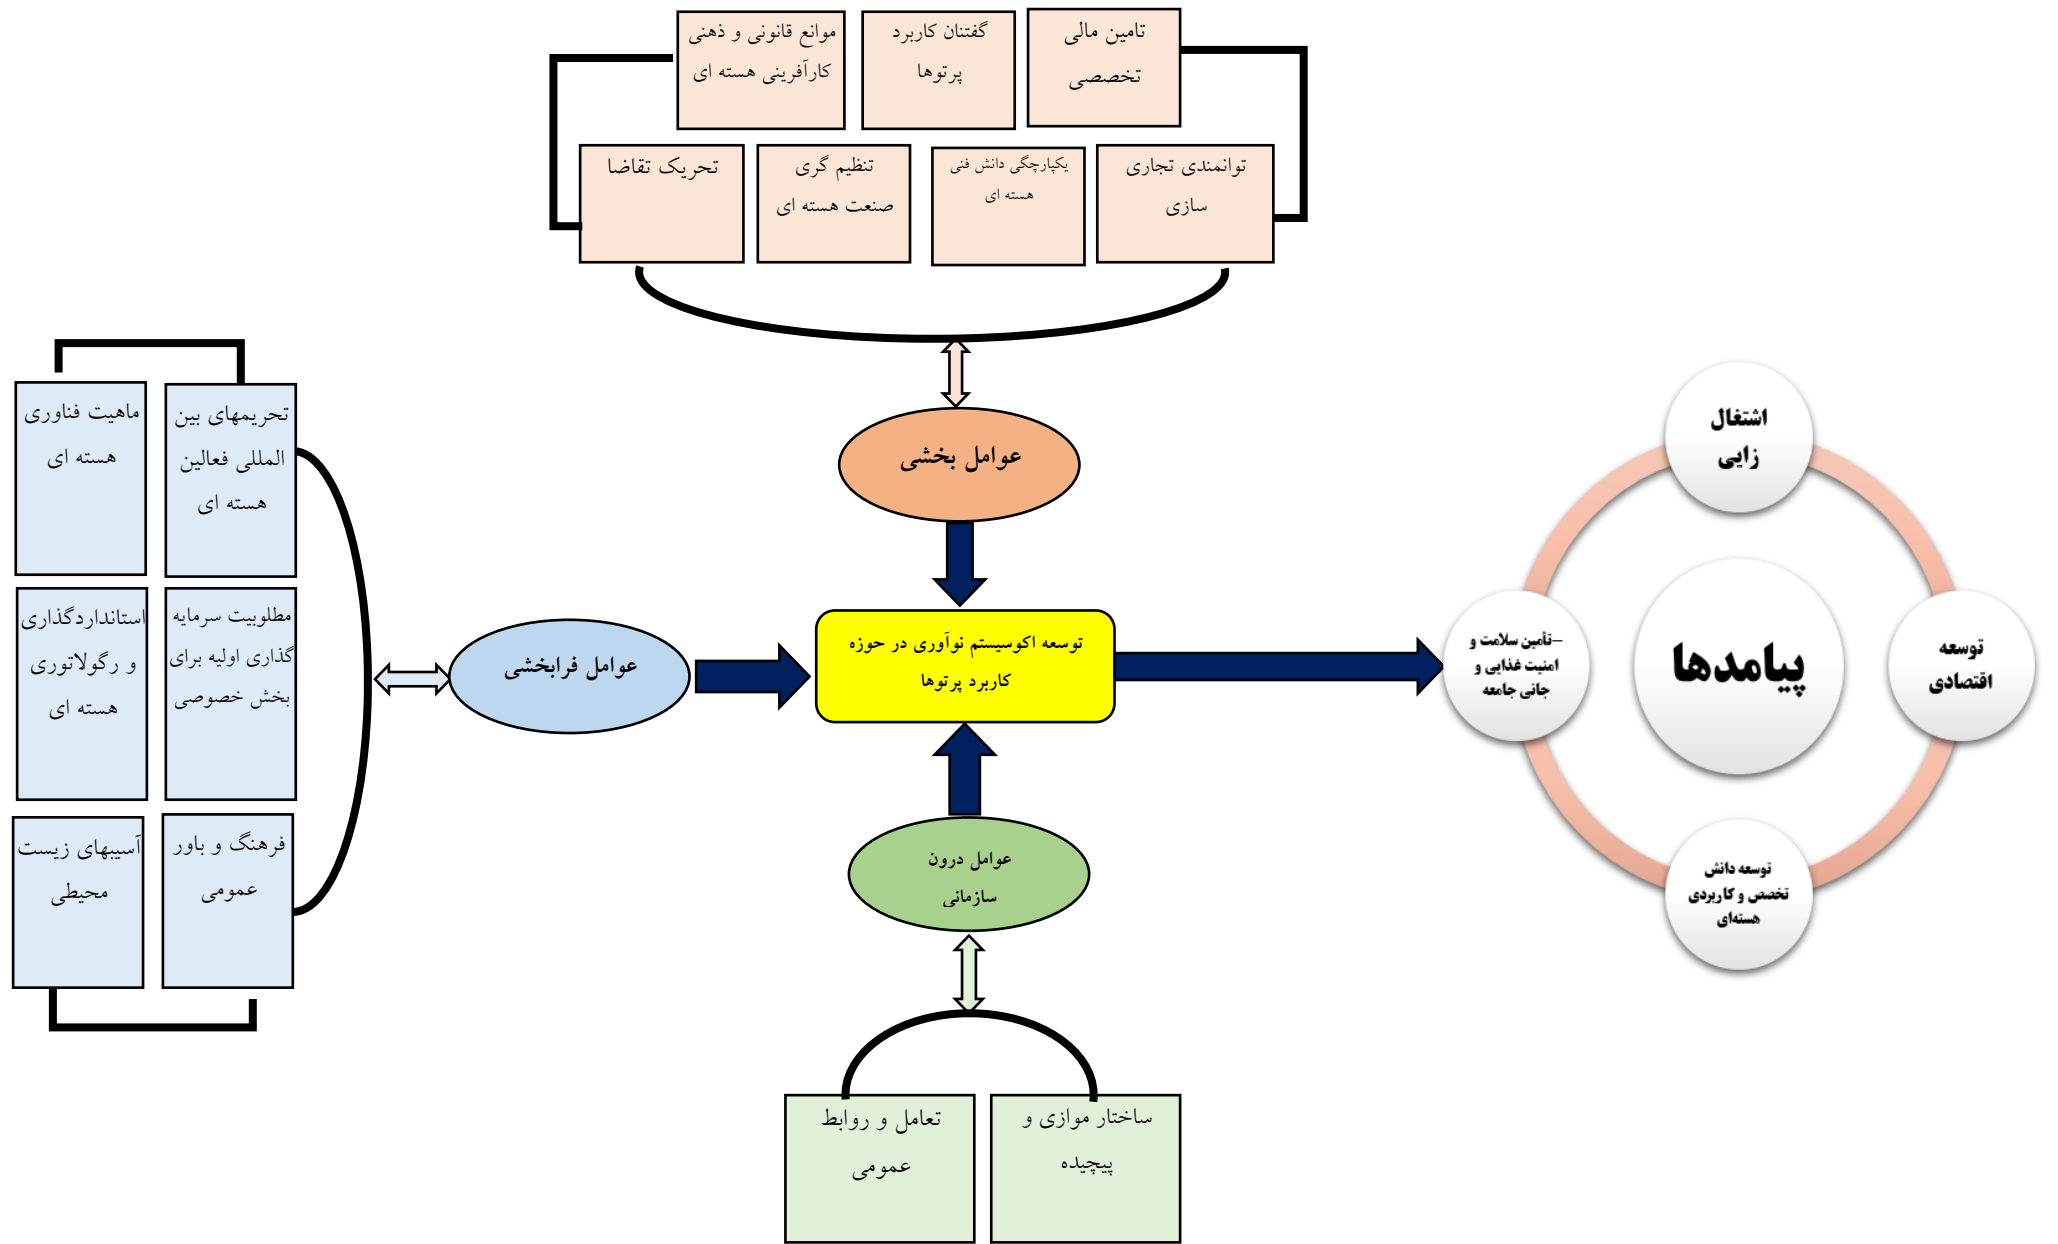 تامین مالی
تخصصی
گفتنان کاربرد
پرتوها
موانع قانونی و ذهنی
کارآفرینی هسته ای
توانمندی تجاری
سازی
یکپارچگی دانش فنی
هسته ای
تنظیم گری
صنعت هسته ای
تحریک تقاضا
عوامل بخشی
تحریمهای بین
المللی فعالین
هسته ای
ماهیت فناوری
هسته ای
مطلوبیت سرمایه
گذاری اولیه برای
بخش خصوصی
استانداردگذاری
و رگولاتوری
هسته ای
فرهنگ و باور
عمومی
آسیبهای زیست
محیطی
عوامل فرابخشی
توسعه اکوسیستم نوآوری در حوزه
کاربرد پرتوها
عوامل درون
سازمانی
ساختار موازی و
پیچیده
تعامل و روابط
عمومی
اشتغال
زایی
توسعه
اقتصادی
پیامدها
–تأمین سلامت و
امنیت غذایی و
جانی جامعه
توسعه دانش
تخصص و کاربردی
هسته‌ای